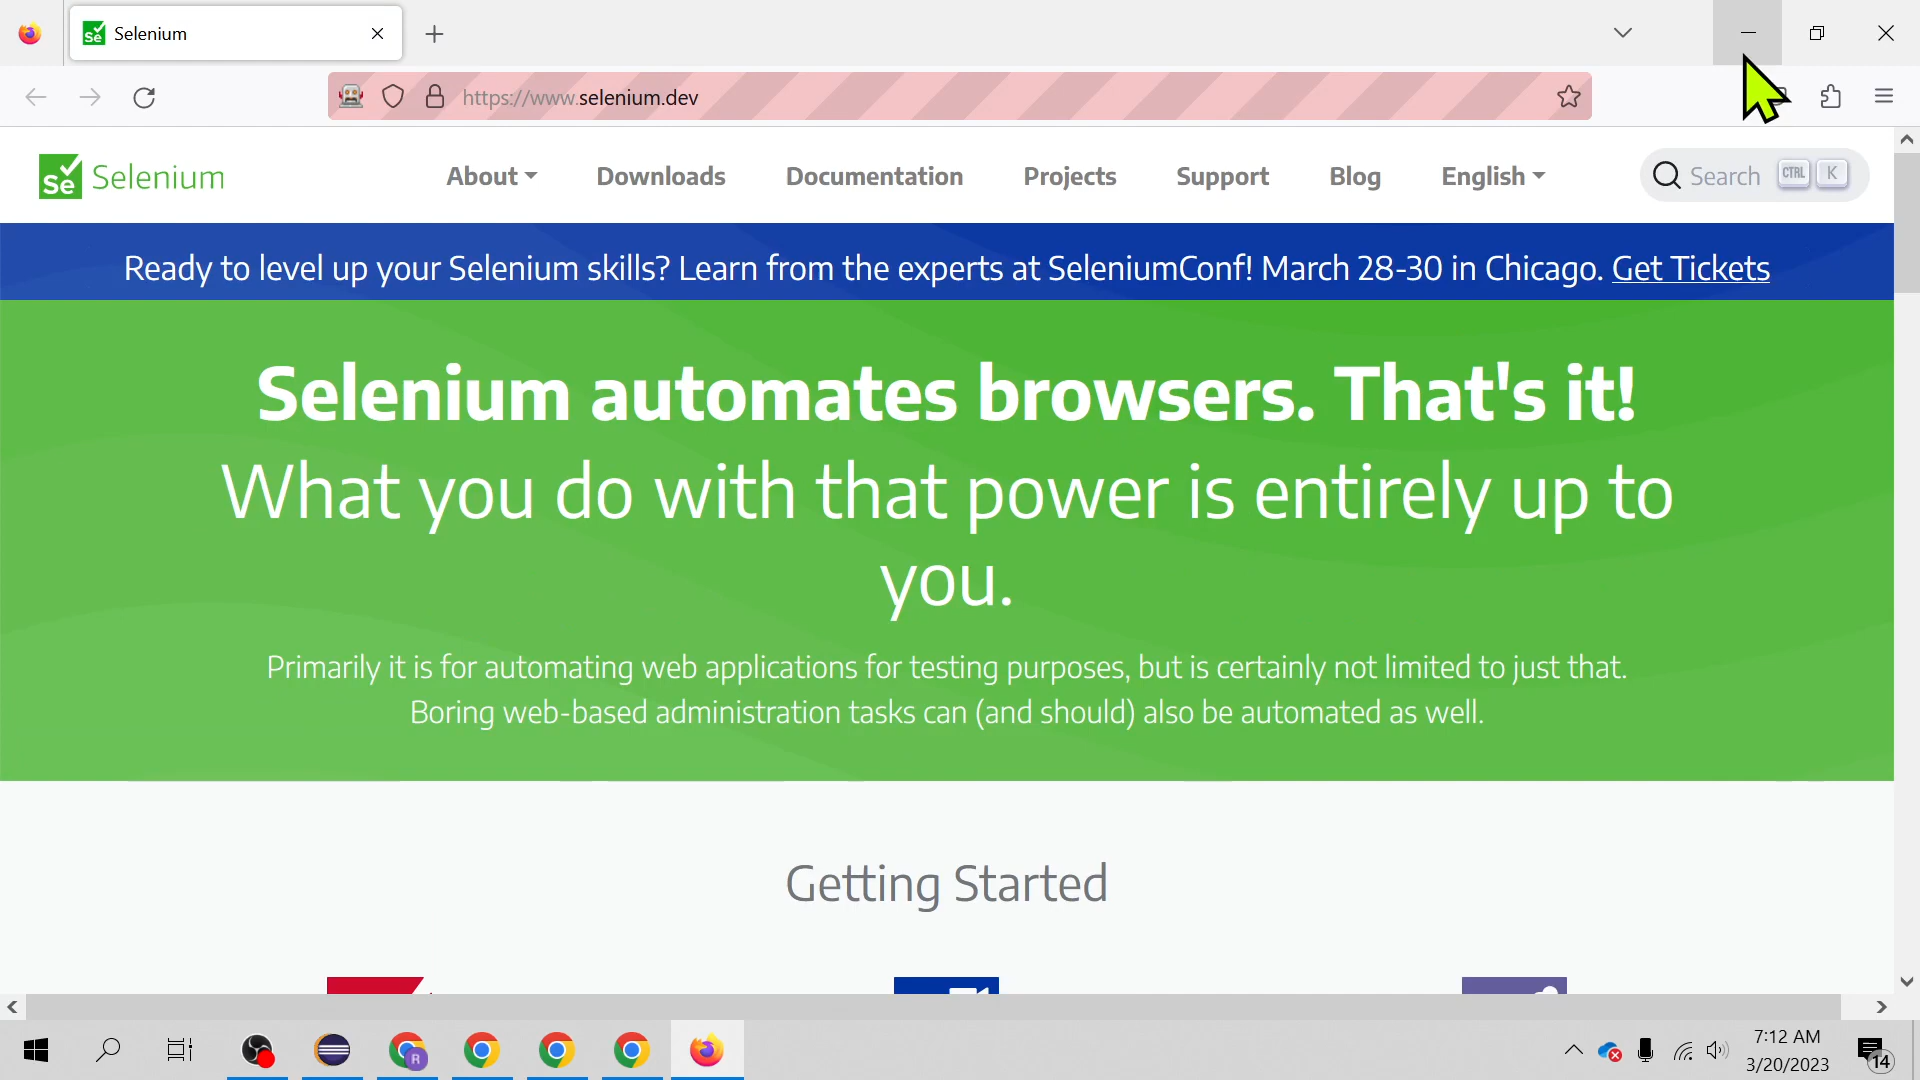 Se Selenium
https://www.selenium.dev
Se Selenium
About
Downloads
Documentation
Projects
Support
Blog
English
Search CTRL K
Ready to level up your Selenium skills? Learn from the experts at SeleniumConf! March 28-30 in Chicago. Get Tickets
Selenium automates browsers. That's it!
What you do with that power is entirely up to
you.
Primarily it is for automating web applications for testing purposes, but is certainly not limited to just that.
Boring web-based administration tasks can (and should) also be automated as well.
Getting Started
R
7:12 AM
3/20/2023
14